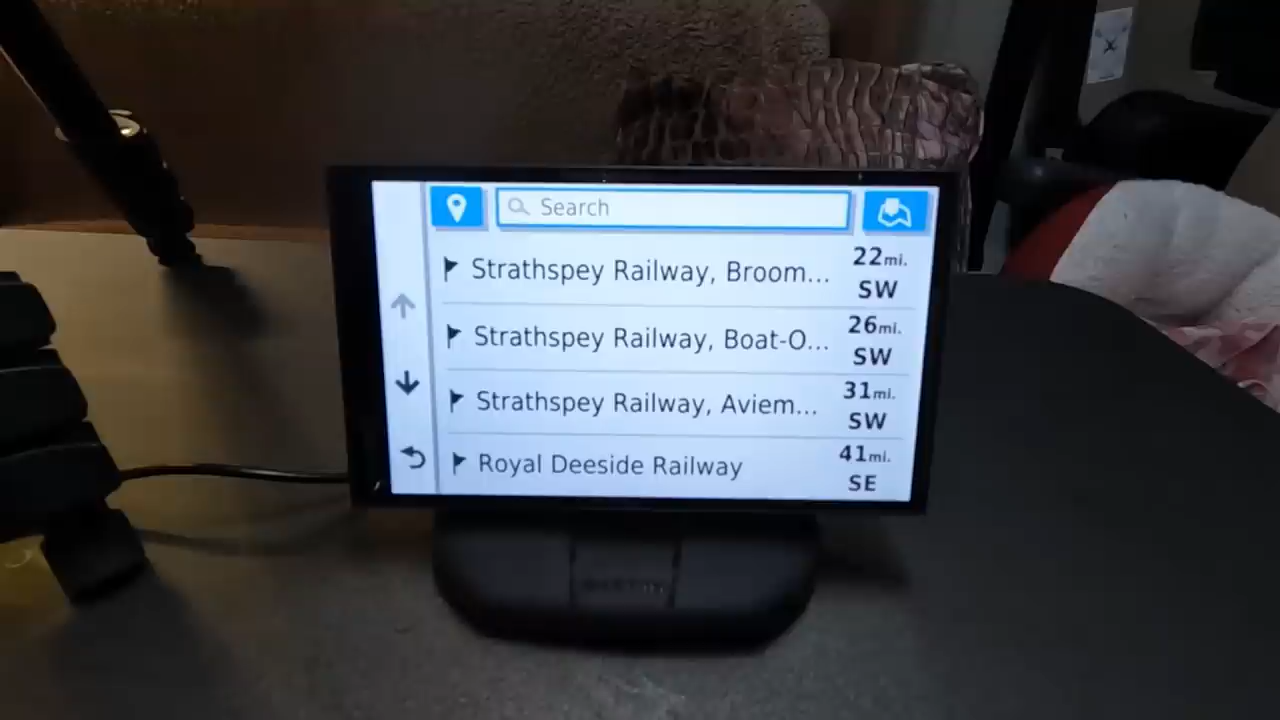 Search
Strathspey Railway, Broom... 22mi.
SW
Strathspey Railway, Boat-O... 26mi.
SW
Strathspey Railway, Aviem... 31mi.
SW
Royal Deeside Railway 41mi.
SE